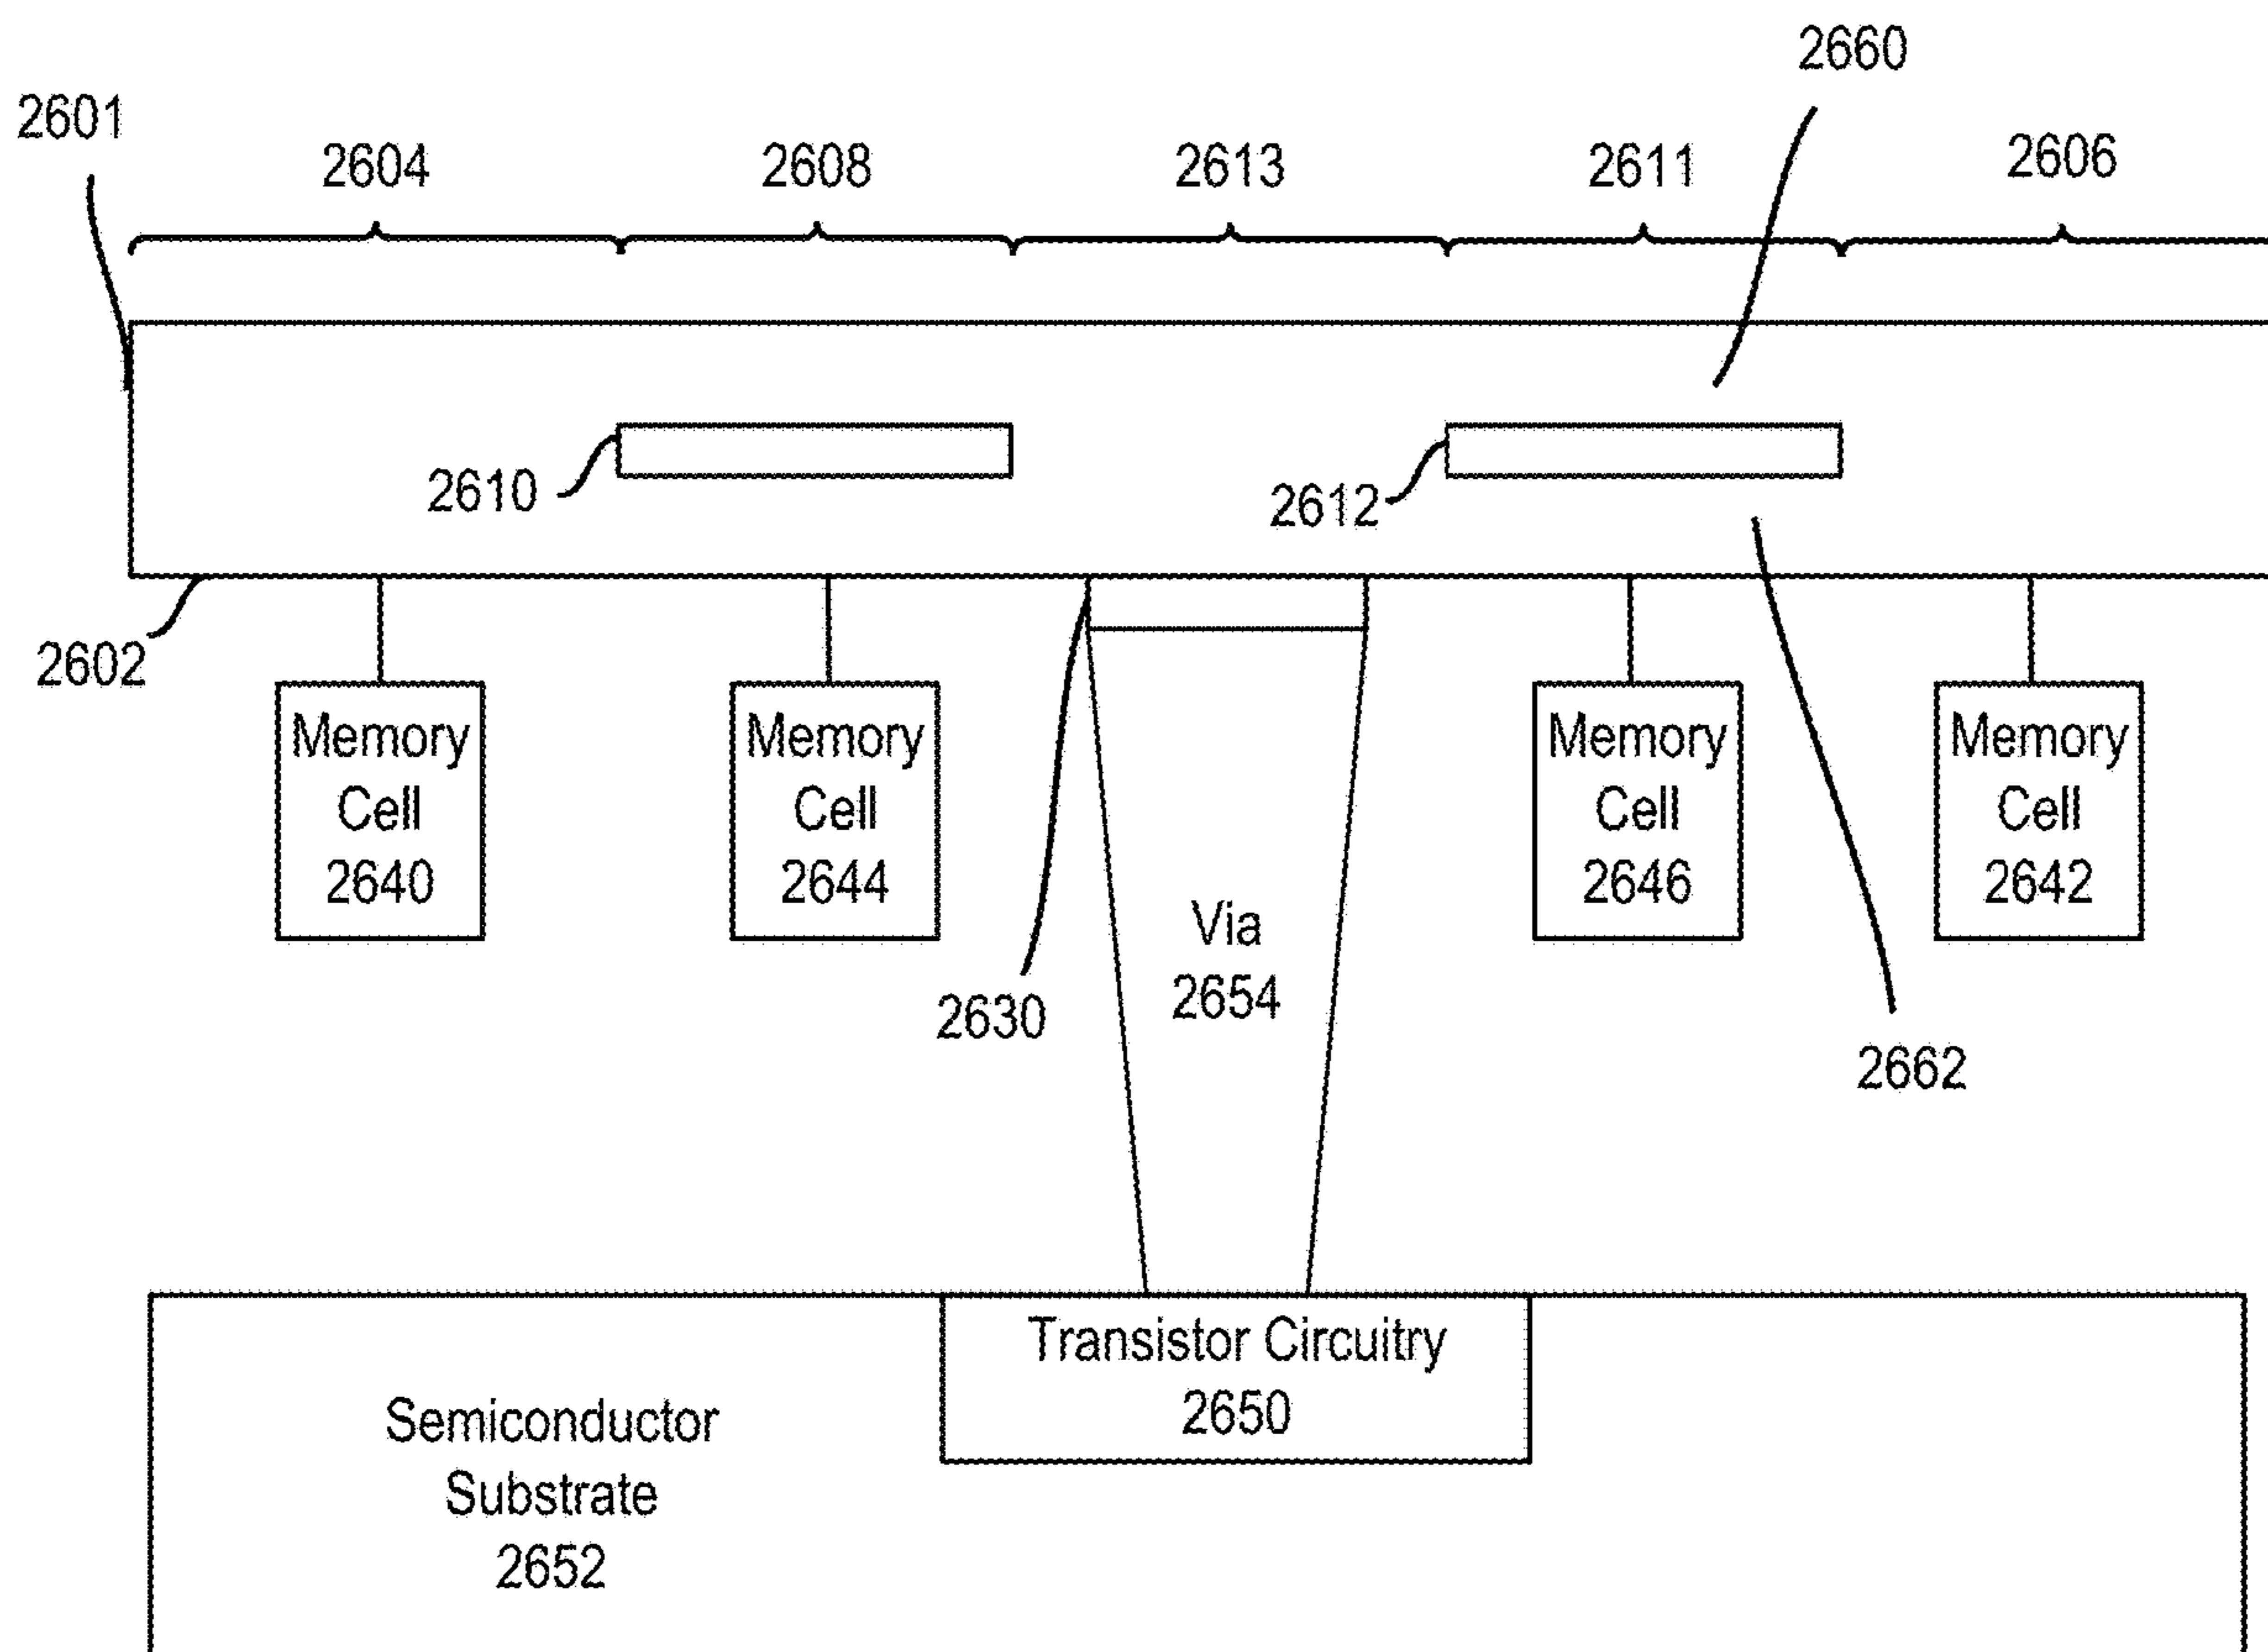 2660
2601
2604
2608
2613
2611
2606
2610
2612
2602
Memory
Cell
2640
Memory
Cell
2644
Memory
Cell
2646
Memory
Cell
2642
Via
2654
2630
2662
Transistor Circuitry
2650
Semiconductor
Substrate
2652